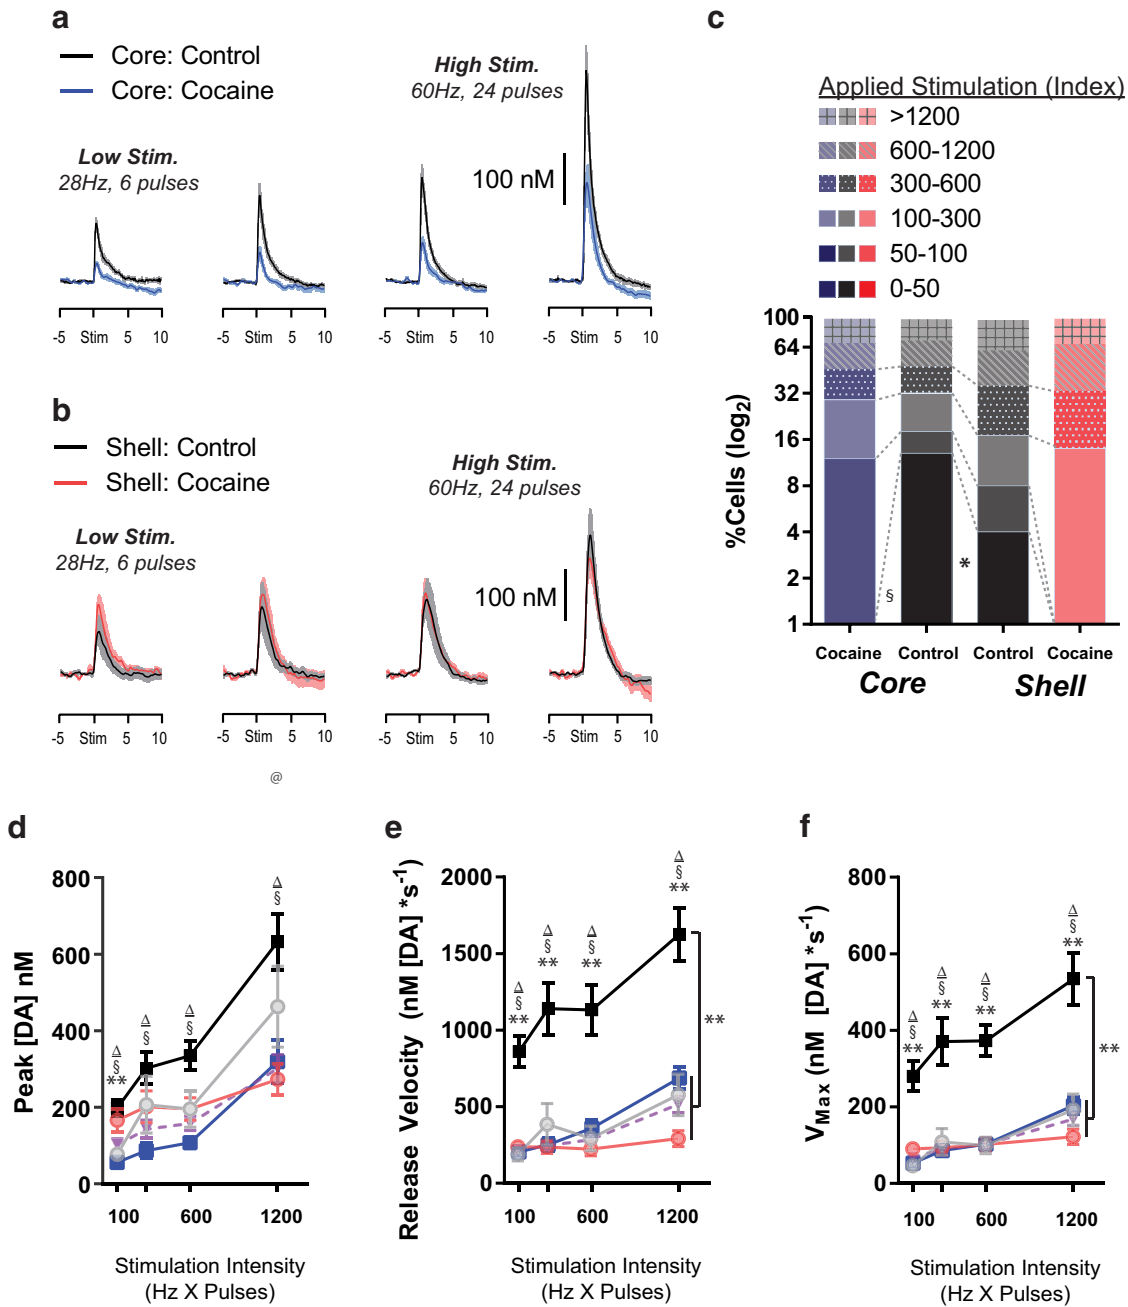 a
Core: Control
Core: Cocaine
High Stim.
60Hz, 24 pulses
Low Stim.
28Hz, 6 pulses
100 nM
-5 Stim 5 10
-5 Stim 5 10
-5 Stim 5 10
-5 Stim 5 10
b
Shell: Control
Shell: Cocaine
High Stim.
60Hz, 24 pulses
Low Stim.
28Hz, 6 pulses
100 nM
-5 Stim 5 10
-5 Stim 5 10
-5 Stim 5 10
-5 Stim 5 10
@
c
Applied Stimulation (Index)
>1200
600-1200
300-600
100-300
50-100
0-50
%Cells (log2)
100
64
32
16
8
4
2
1
§
*
Cocaine Control Control Cocaine
Core Shell
d
Peak [DA] nM
800
600
400
200
0
Δ
§
**
Δ
§
Δ
§
Δ
§
100 600 1200
Stimulation Intensity
(Hz X Pulses)
e
Release Velocity (nM [DA] *s-1)
2000
1500
1000
500
0
Δ
§
**
Δ
§
**
Δ
§
**
Δ
§
**
**
100 600 1200
Stimulation Intensity
(Hz X Pulses)
f
VMax (nM [DA] *s-1)
800
600
400
200
0
Δ
§
**
Δ
§
**
Δ
§
**
Δ
§
**
**
100 600 1200
Stimulation Intensity
(Hz X Pulses)